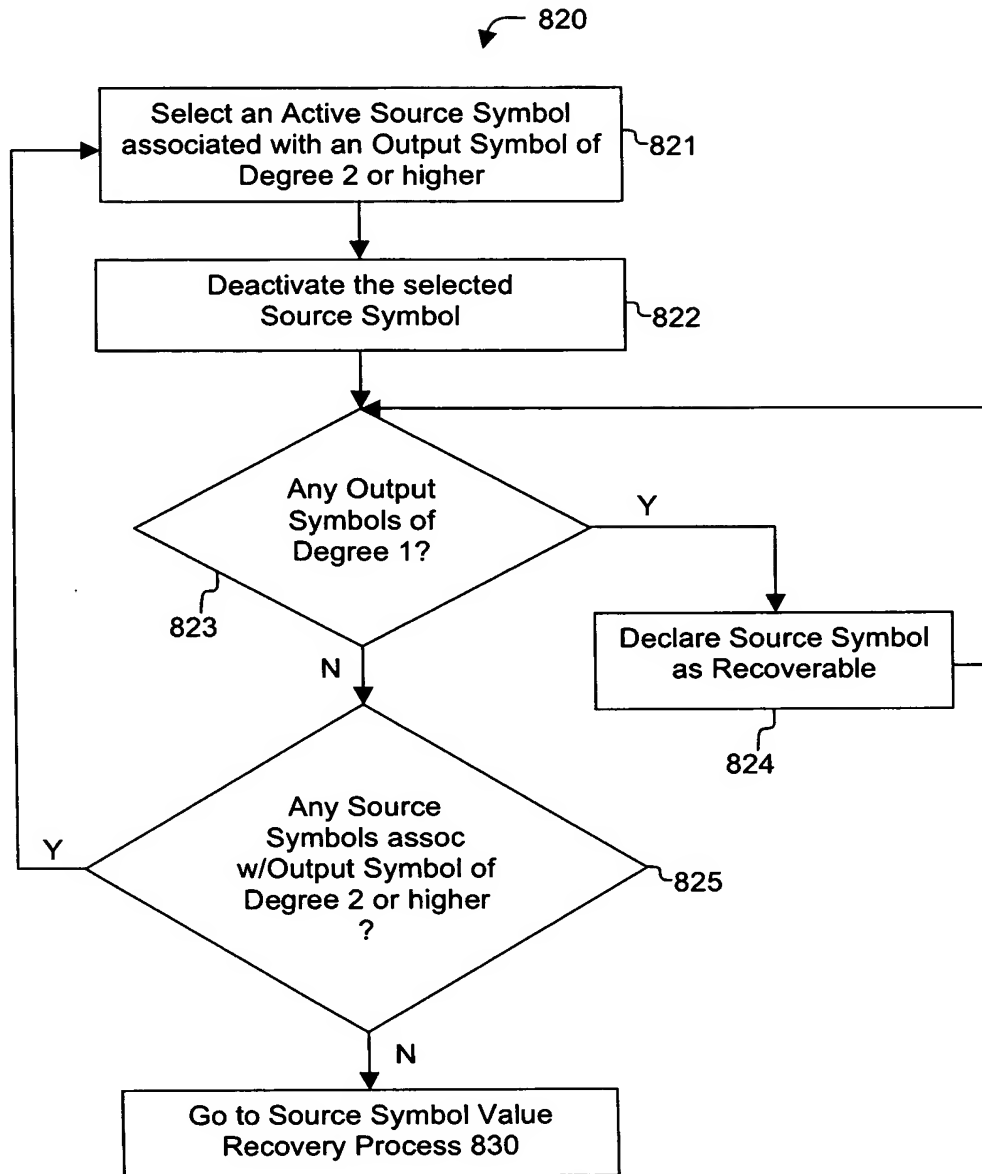 820
Select an Active Source Symbol
associated with an Output Symbol of
Degree 2 or higher
821
Deactivate the selected
Source Symbol
822
Any Output
Symbols of
Degree 1?
Y
823
N
Declare Source Symbol
as Recoverable
824
Any Source
Symbols assoc
w/Output Symbol of
Degree 2 or higher
?
Y
825
N
Go to Source Symbol Value
Recovery Process 830